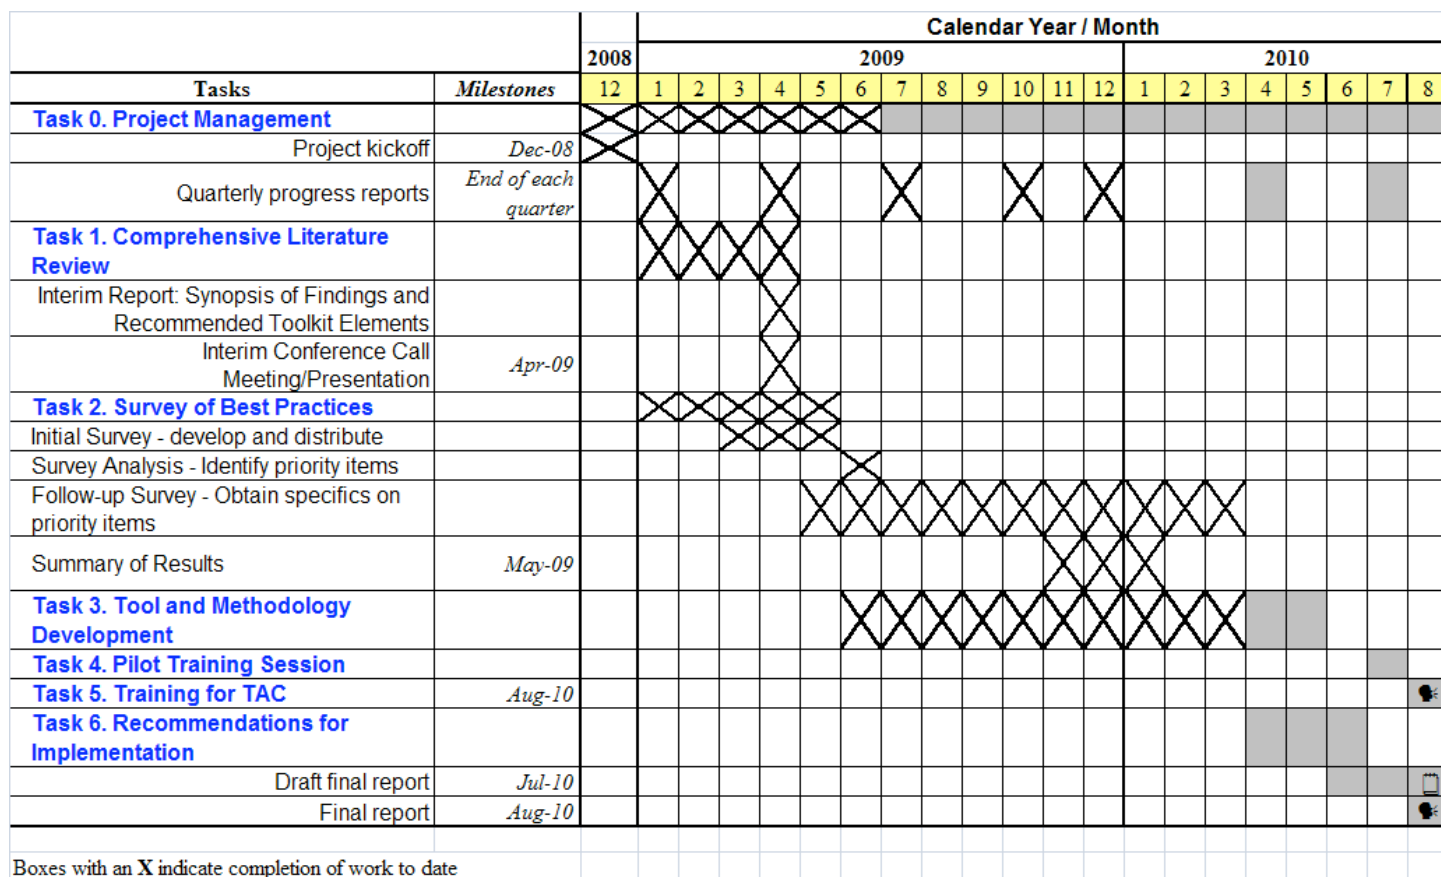 Calendar Year / Month
2008 2009 2010
Tasks Milestones 12 1 2 3 4 5 6 7 8 9 10 11 12 1 2 3 4 5 6 7 8
Task 0. Project Management
Project kickoff Dec-08
Quarterly progress reports End of each
quarter
Task 1. Comprehensive Literature
Review
Interim Report: Synopsis of Findings and
Recommended Toolkit Elements
Interim Conference Call
Meeting/Presentation Apr-09
Task 2. Survey of Best Practices
Initial Survey - develop and distribute
Survey Analysis - Identify priority items
Follow-up Survey - Obtain specifics on
priority items
Summary of Results May-09
Task 3. Tool and Methodology
Development
Task 4. Pilot Training Session
Task 5. Training for TAC Aug-10
Task 6. Recommendations for
Implementation
Draft final report Jul-10
Final report Aug-10
Boxes with an X indicate completion of work to date